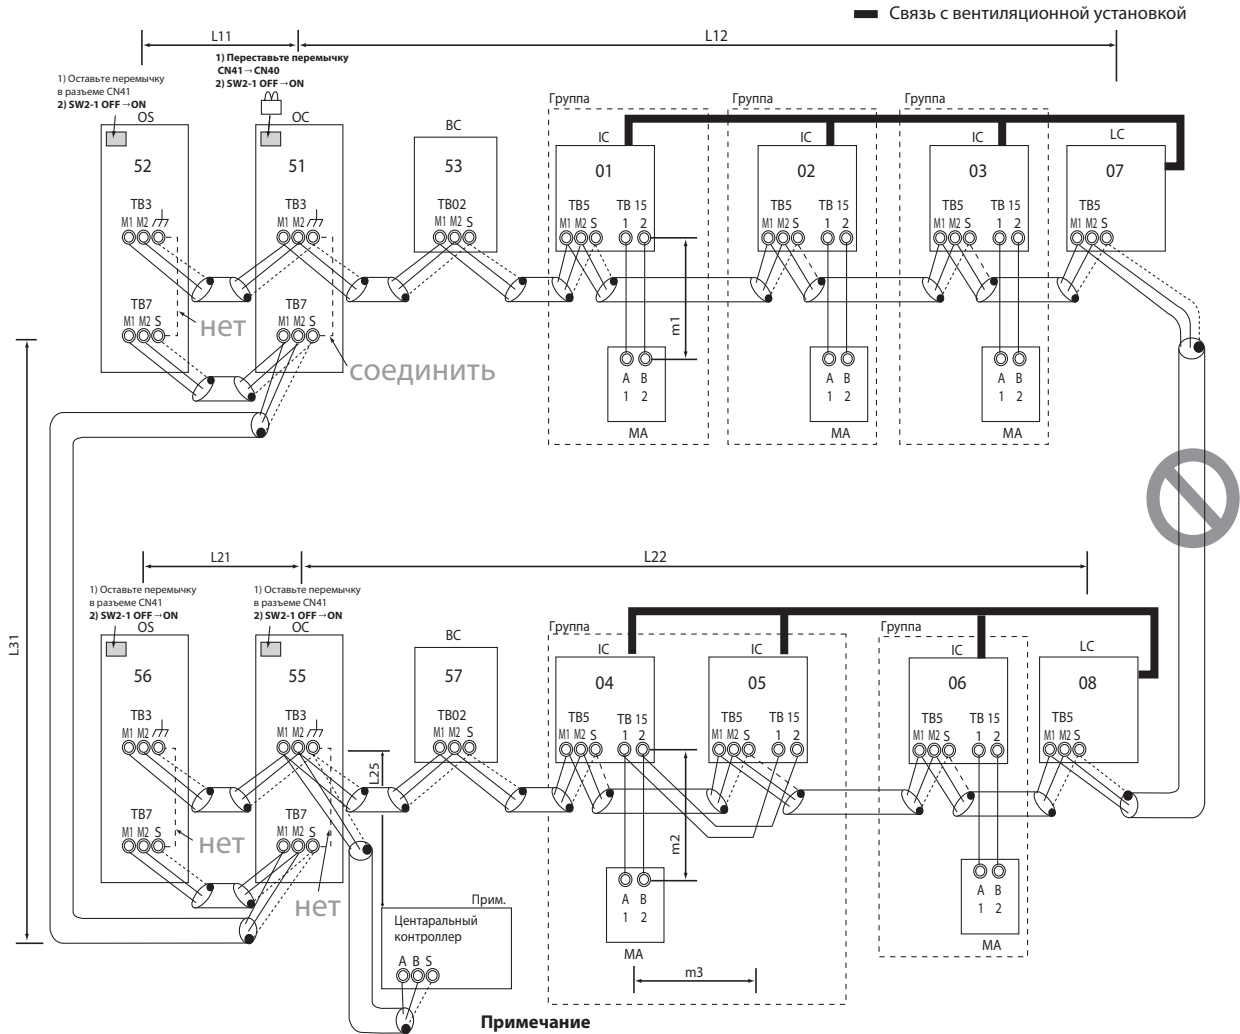 Связь с вентиляционной установкой
L11
L12
1) Оставьте перемычку
в разъеме CN41
2) SW2-1 OFF→ON
1) Переставьте перемычку
CN41→CN40
2) SW2-1 OFF→ON
Группа
Группа
Группа
OS
OC
BC
IC
IC
IC
LC
52
51
53
01
02
03
07
TB3
TB3
TB02
TB5
TB 15
TB5
TB 15
TB5
TB 15
TB5
M1 M2
M1 M2
M1 M2 S
M1 M2 S
1 2
M1 M2 S
1 2
M1 M2 S
1 2
M1 M2 S
TB7
TB7
M1 M2 S
M1 M2 S
нет
соединить
m1
A B
1 2
MA
A B
1 2
MA
A B
1 2
MA
L31
L21
L22
1) Оставьте перемычку
в разъеме CN41
2) SW2-1 OFF→ON
1) Оставьте перемычку
в разъеме CN41
2) SW2-1 OFF→ON
Группа
Группа
OS
OC
BC
IC
IC
IC
LC
56
55
57
04
05
06
08
TB3
TB3
TB02
TB5
TB 15
TB5
TB 15
TB5
TB 15
TB5
M1 M2
M1 M2
M1 M2 S
M1 M2 S
1 2
M1 M2 S
1 2
M1 M2 S
1 2
M1 M2 S
L25
TB7
TB7
M1 M2 S
M1 M2 S
нет
нет
m2
A B
1 2
MA
A B
1 2
MA
Прим.
Центаральный
контроллер
A B S
m3
Примечание